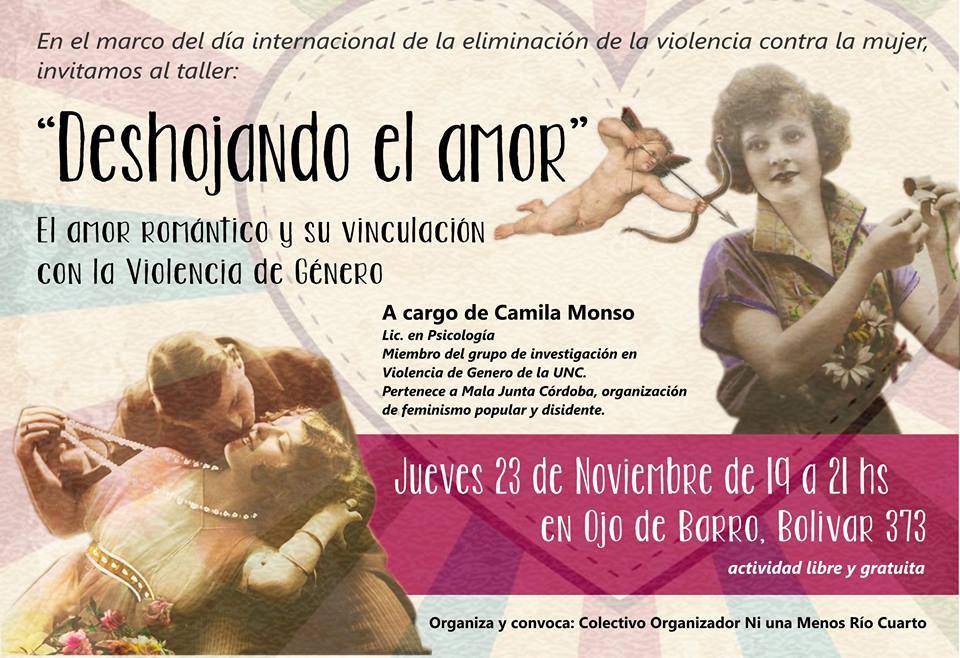 En el marco del día internacional de la eliminación de la violencia contra la mujer,
invitamos al taller:
“Deshojando el amor”
El amor romántico y su vinculación
con la Violencia de Género
A cargo de Camila Monso
Lic. en Psicología
Miembro del grupo de investigación en
Violencia de Genero de la UNC.
Pertenece a Mala Junta Córdoba, organización
de feminismo popular y disidente.
Jueves 23 de Noviembre de 19 a 21 hs
en Ojo de Barro, Bolivar 373
actividad libre y gratuita
Organiza y convoca: Colectivo Organizador Ni una Menos Río Cuarto